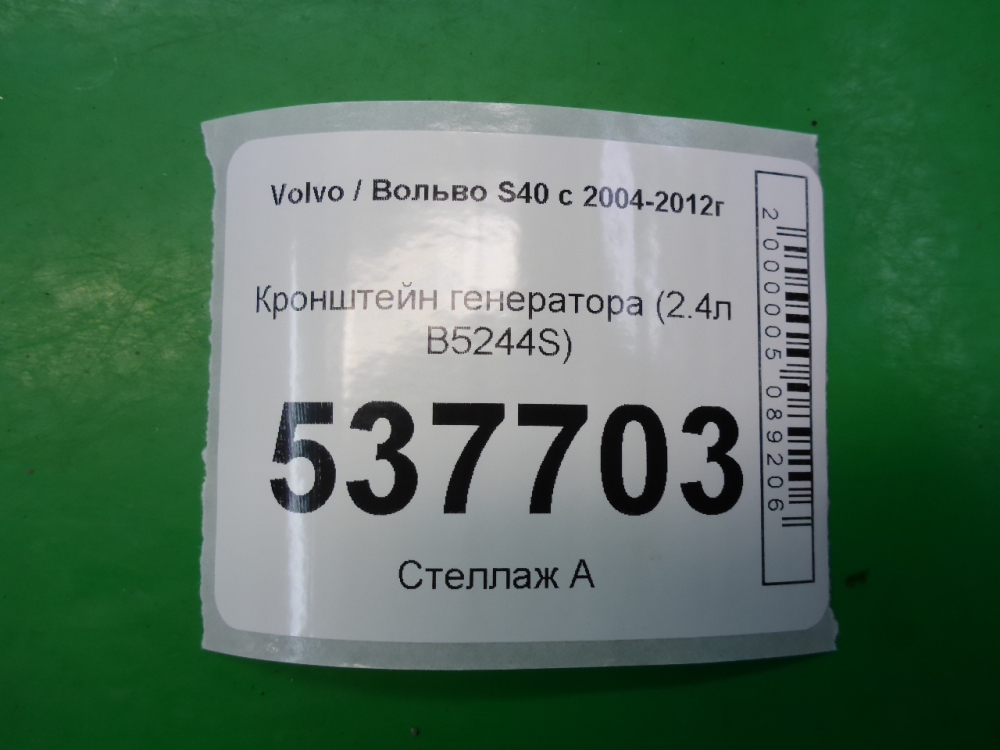 Volvo / Вольво S40 с 2004-2012г
Кронштейн генератора (2.4л
B5244S)
537703
Стеллаж А
2000005089206